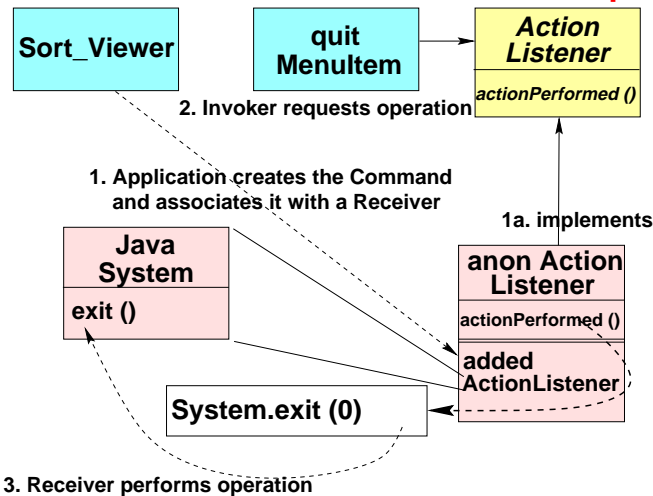 Sort_Viewer
quit
MenuItem
Action
Listener
actionPerformed ()
2. Invoker requests operation
1. Application creates the Command
and associates it with a Receiver
1a. implements
Java
System
exit ()
anon Action
Listener
actionPerformed ()
added
ActionListener
System.exit (0)
3. Receiver performs operation